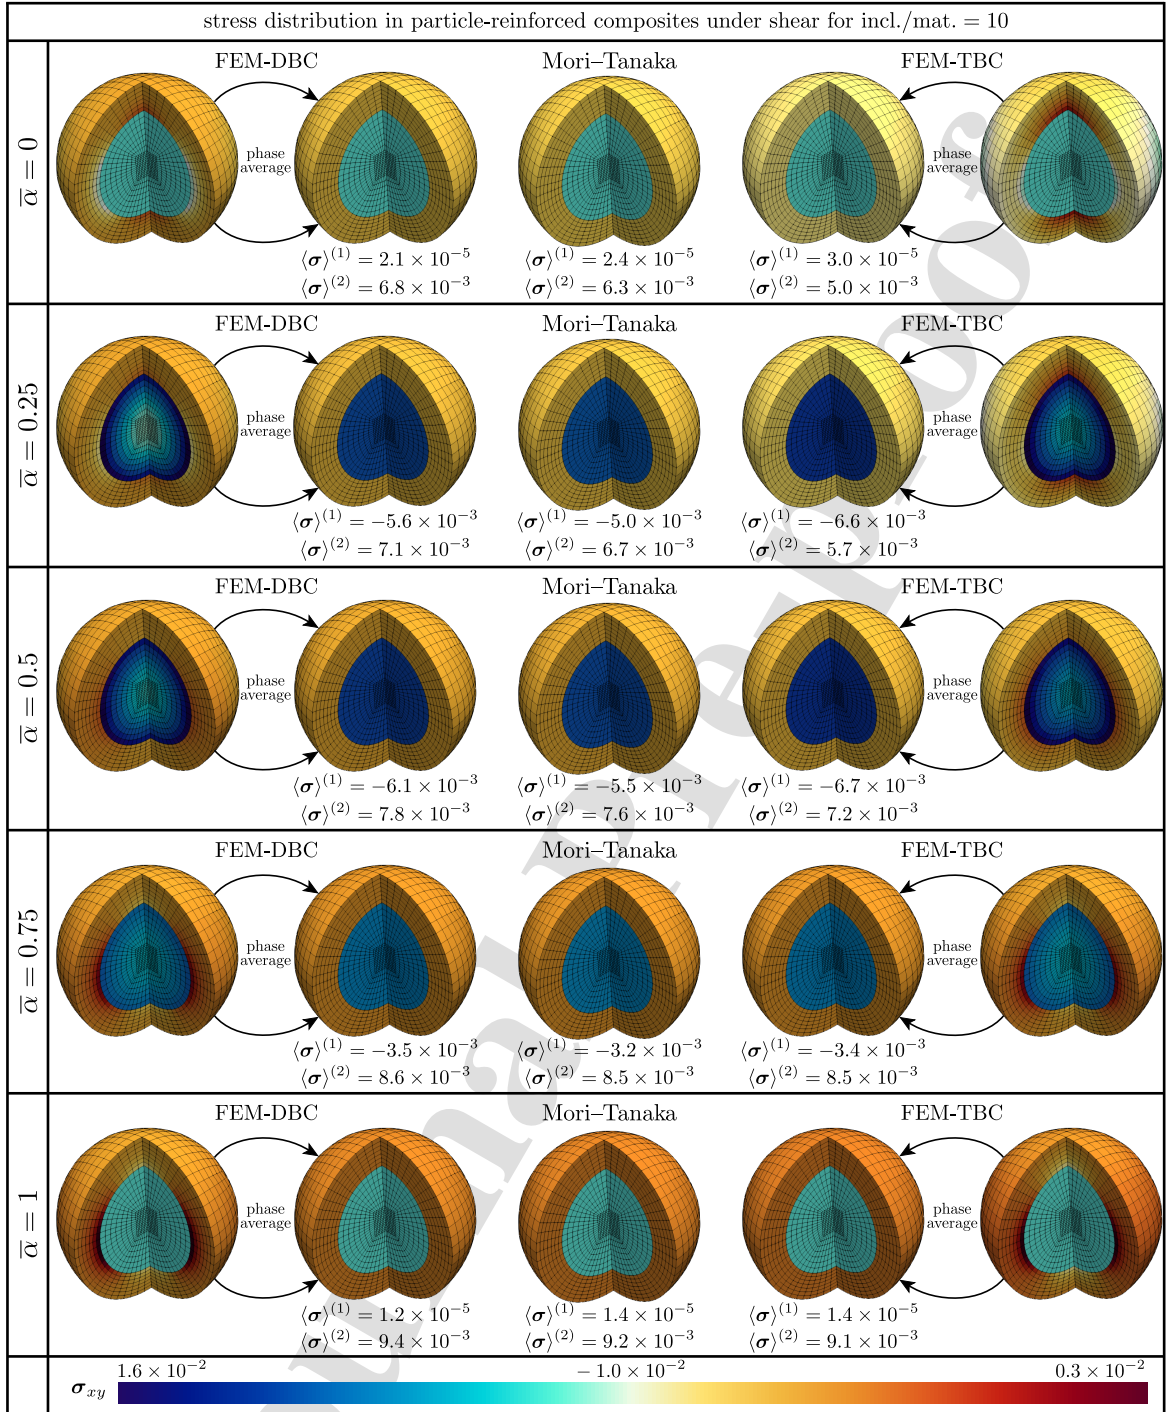 stress distribution in particle-reinforced composites under shear for incl./mat. = 10
α̅ = 0
FEM-DBC Mori–Tanaka FEM-TBC
phase average phase average
⟨σ⟩⁽¹⁾ = 2.1 × 10⁻⁵ ⟨σ⟩⁽¹⁾ = 2.4 × 10⁻⁵ ⟨σ⟩⁽¹⁾ = 3.0 × 10⁻⁵
⟨σ⟩⁽²⁾ = 6.8 × 10⁻³ ⟨σ⟩⁽²⁾ = 6.3 × 10⁻³ ⟨σ⟩⁽²⁾ = 5.0 × 10⁻³
α̅ = 0.25
FEM-DBC Mori–Tanaka FEM-TBC
phase average phase average
⟨σ⟩⁽¹⁾ = −5.6 × 10⁻³ ⟨σ⟩⁽¹⁾ = −5.0 × 10⁻³ ⟨σ⟩⁽¹⁾ = −6.6 × 10⁻³
⟨σ⟩⁽²⁾ = 7.1 × 10⁻³ ⟨σ⟩⁽²⁾ = 6.7 × 10⁻³ ⟨σ⟩⁽²⁾ = 5.7 × 10⁻³
α̅ = 0.5
FEM-DBC Mori–Tanaka FEM-TBC
phase average phase average
⟨σ⟩⁽¹⁾ = −6.1 × 10⁻³ ⟨σ⟩⁽¹⁾ = −5.5 × 10⁻³ ⟨σ⟩⁽¹⁾ = −6.7 × 10⁻³
⟨σ⟩⁽²⁾ = 7.8 × 10⁻³ ⟨σ⟩⁽²⁾ = 7.6 × 10⁻³ ⟨σ⟩⁽²⁾ = 7.2 × 10⁻³
α̅ = 0.75
FEM-DBC Mori–Tanaka FEM-TBC
phase average phase average
⟨σ⟩⁽¹⁾ = −3.5 × 10⁻³ ⟨σ⟩⁽¹⁾ = −3.2 × 10⁻³ ⟨σ⟩⁽¹⁾ = −3.4 × 10⁻³
⟨σ⟩⁽²⁾ = 8.6 × 10⁻³ ⟨σ⟩⁽²⁾ = 8.5 × 10⁻³ ⟨σ⟩⁽²⁾ = 8.5 × 10⁻³
α̅ = 1
FEM-DBC Mori–Tanaka FEM-TBC
phase average phase average
⟨σ⟩⁽¹⁾ = 1.2 × 10⁻⁵ ⟨σ⟩⁽¹⁾ = 1.4 × 10⁻⁵ ⟨σ⟩⁽¹⁾ = 1.4 × 10⁻⁵
⟨σ⟩⁽²⁾ = 9.4 × 10⁻³ ⟨σ⟩⁽²⁾ = 9.2 × 10⁻³ ⟨σ⟩⁽²⁾ = 9.1 × 10⁻³
1.6 × 10⁻² −1.0 × 10⁻² 0.3 × 10⁻²
σxy